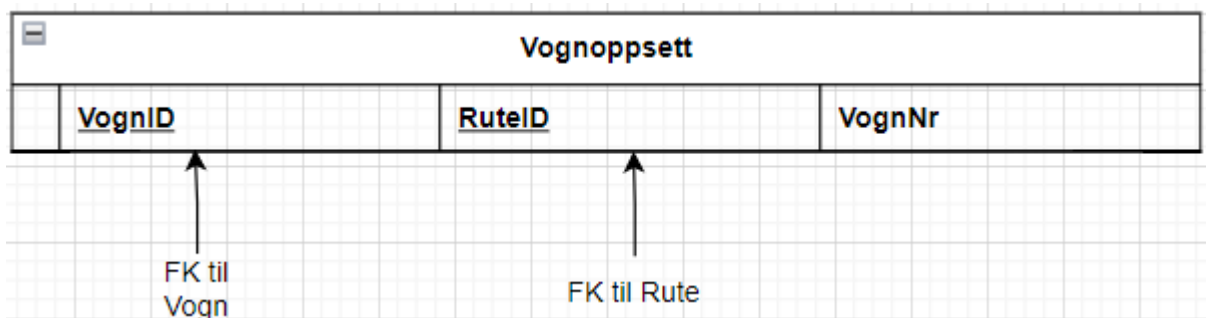 Vognoppsett
VognID RuteID VognNr
FK til
Vogn
FK til Rute